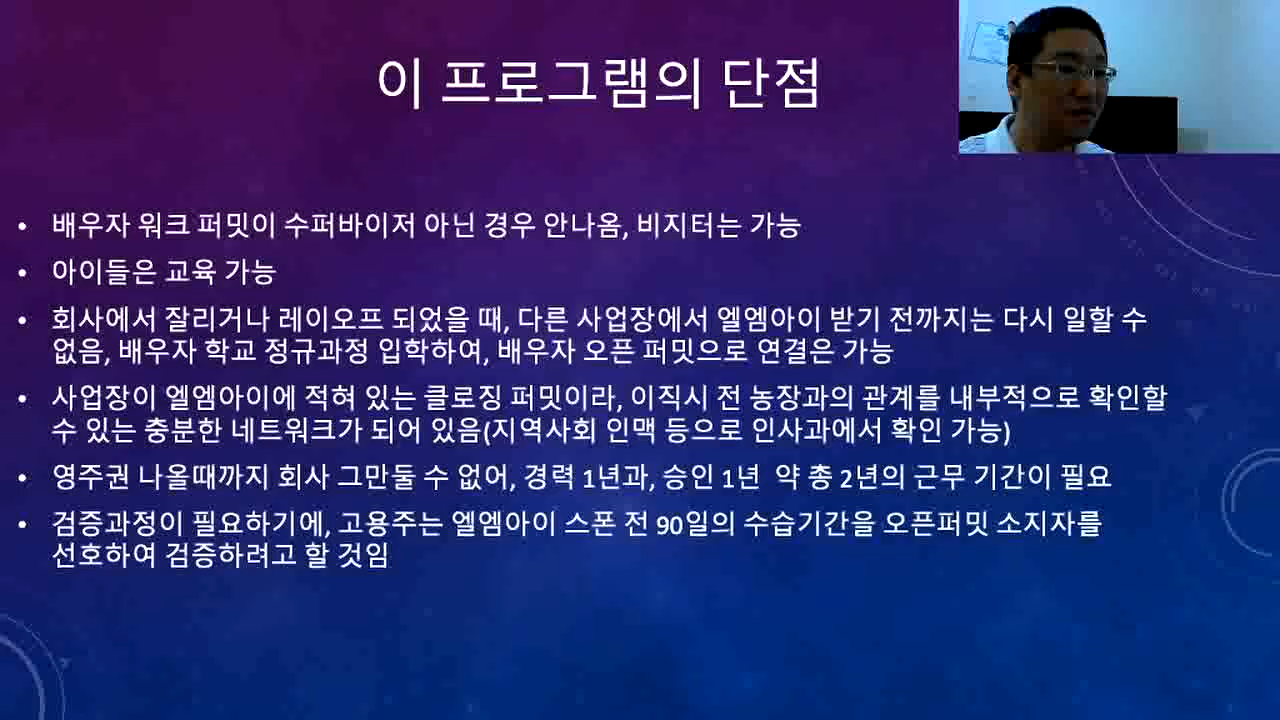 이 프로그램의 단점
• 배우자 워크 퍼밋이 수퍼바이저 아닌 경우 안나옴, 비지터는 가능
• 아이들은 교육 가능
• 회사에서 잘리거나 레이오프 되었을 때, 다른 사업장에서 엘엠아이 받기 전까지는 다시 일할 수
없음, 배우자 학교 정규과정 입학하여, 배우자 오픈 퍼밋으로 연결은 가능
• 사업장이 엘엠아이에 적혀 있는 클로징 퍼밋이라, 이직시 전 농장과의 관계를 내부적으로 확인할
수 있는 충분한 네트워크가 되어 있음(지역사회 인맥 등으로 인사과에서 확인 가능)
• 영주권 나올때까지 회사 그만둘 수 없어, 경력 1년과, 승인 1년 약 총 2년의 근무 기간이 필요
• 검증과정이 필요하기에, 고용주는 엘엠아이 스폰 전 90일의 수습기간을 오픈퍼밋 소지자를
선호하여 검증하려고 할 것임